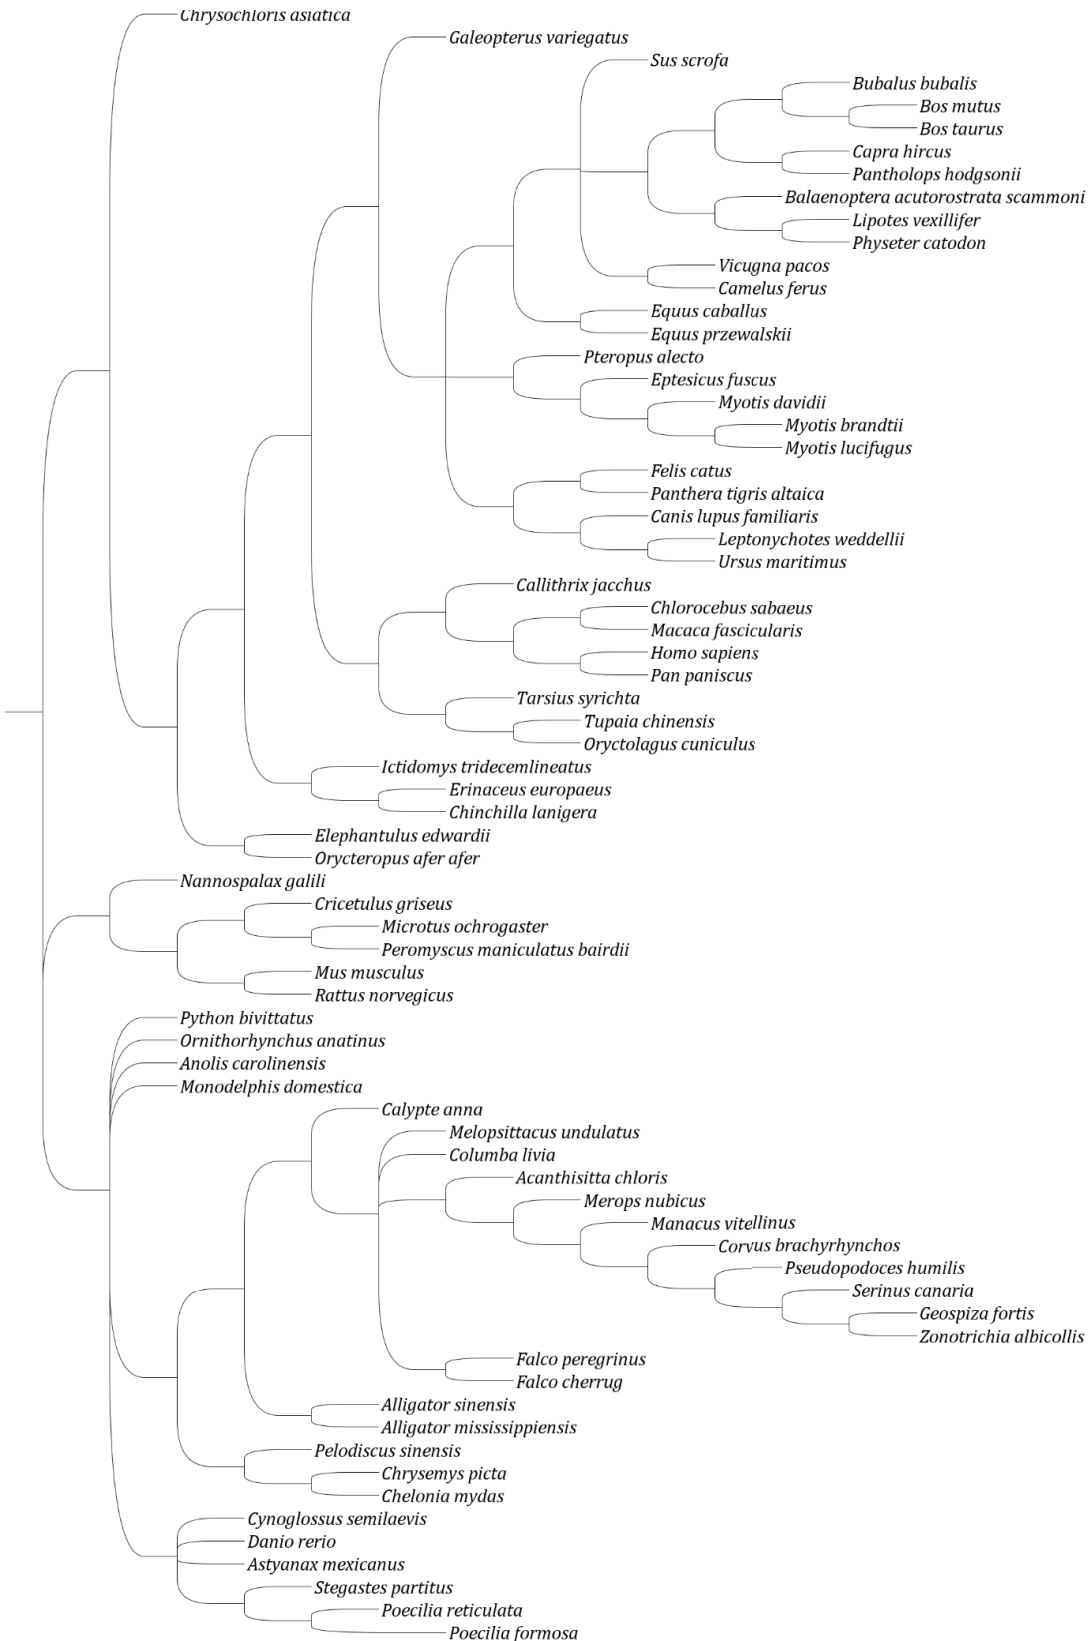 Chrysochloris asiatica
Galeopterus variegatus
Sus scrofa
Bubalus bubalis
Bos mutus
Bos taurus
Capra hircus
Pantholops hodgsonii
Balaenoptera acutorostrata scammoni
Lipotes vexillifer
Physeter catodon
Vicugna pacos
Camelus ferus
Equus caballus
Equus przewalskii
Pteropus alecto
Eptesicus fuscus
Myotis davidii
Myotis brandtii
Myotis lucifugus
Felis catus
Panthera tigris altaica
Canis lupus familiaris
Leptonychotes weddellii
Ursus maritimus
Callithrix jacchus
Chlorocebus sabaeus
Macaca fascicularis
Homo sapiens
Pan paniscus
Tarsius syrichta
Tupaia chinensis
Oryctolagus cuniculus
Ictidomys tridecemlineatus
Erinaceus europaeus
Chinchilla lanigera
Elephantulus edwardii
Orycteropus afer afer
Nannospalax galili
Cricetulus griseus
Microtus ochrogaster
Peromyscus maniculatus bairdii
Mus musculus
Rattus norvegicus
Python bivittatus
Ornithorhynchus anatinus
Anolis carolinensis
Monodelphis domestica
Calypte anna
Melopsittacus undulatus
Columba livia
Acanthisitta chloris
Merops nubicus
Manacus vitellinus
Corvus brachyrhynchos
Pseudopodoces humilis
Serinus canaria
Geospiza fortis
Zonotrichia albicollis
Falco peregrinus
Falco cherrug
Alligator sinensis
Alligator mississippiensis
Pelodiscus sinensis
Chrysemys picta
Chelonia mydas
Cynoglossus semilaevis
Danio rerio
Astyanax mexicanus
Stegastes partitus
Poecilia reticulata
Poecilia formosa